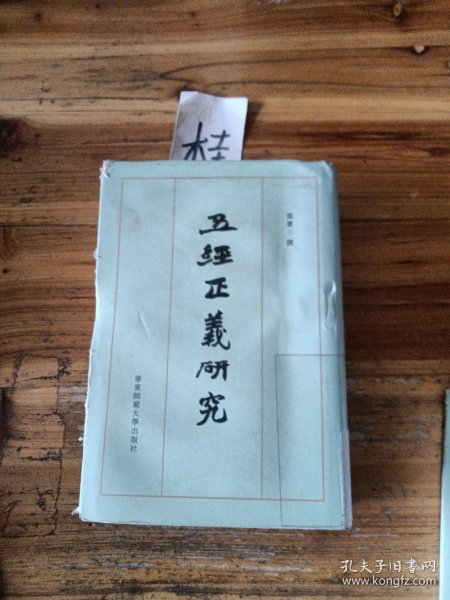 桂
張寶三 撰
五經正義研究
華東師範大學出版社
孔夫子旧书网
www.kongfz.com